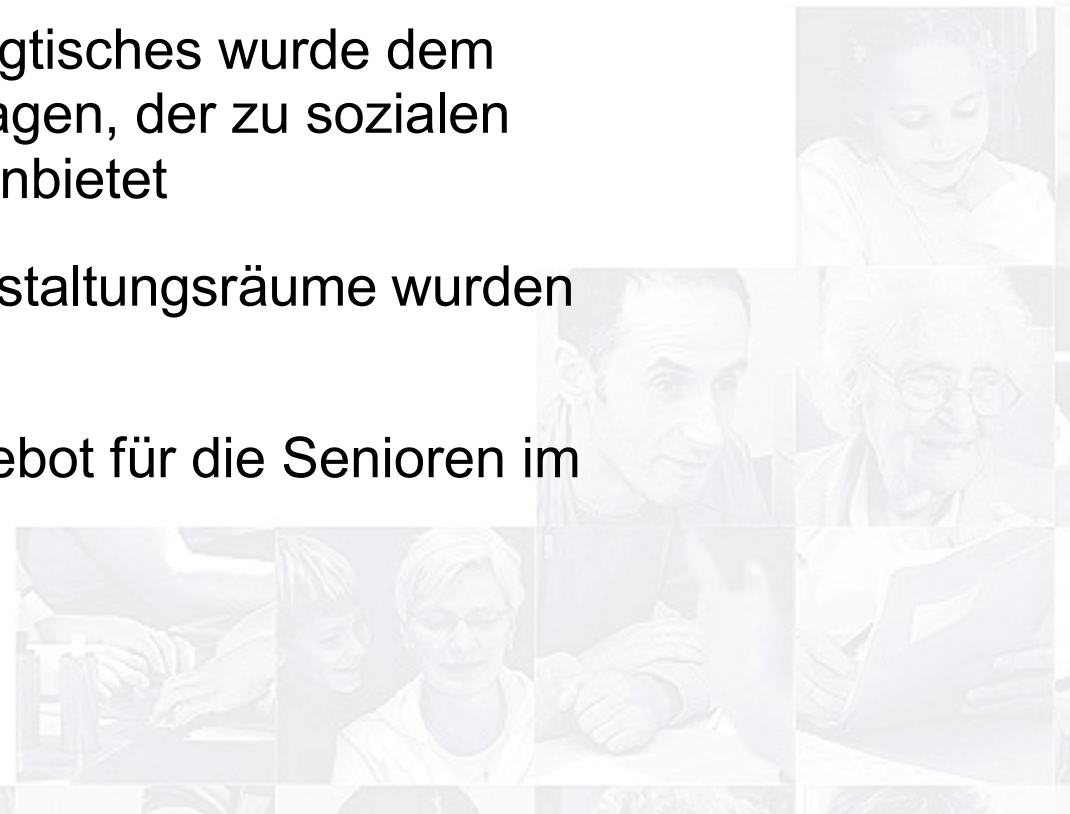 gtisches wurde dem
agen, der zu sozialen
nbietet
staltungsräume wurden
ebot für die Senioren im